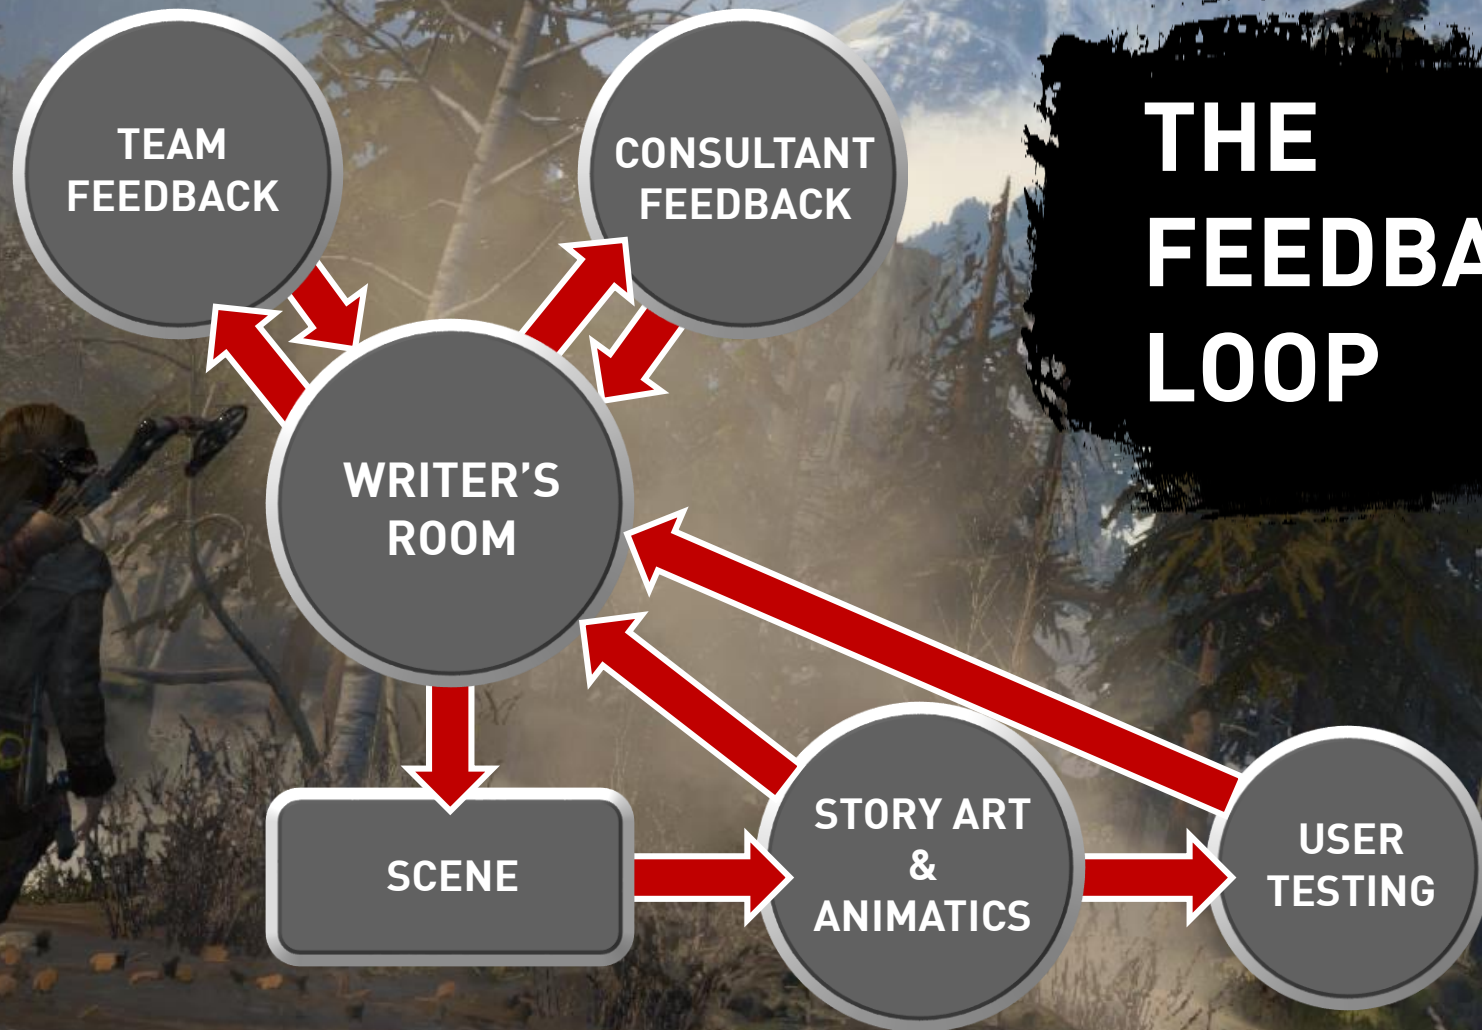 TEAM
FEEDBACK
CONSULTANT
FEEDBACK
THE
FEEDBA
LOOP
WRITER'S
ROOM
SCENE
STORY ART
&
ANIMATICS
USER
TESTING